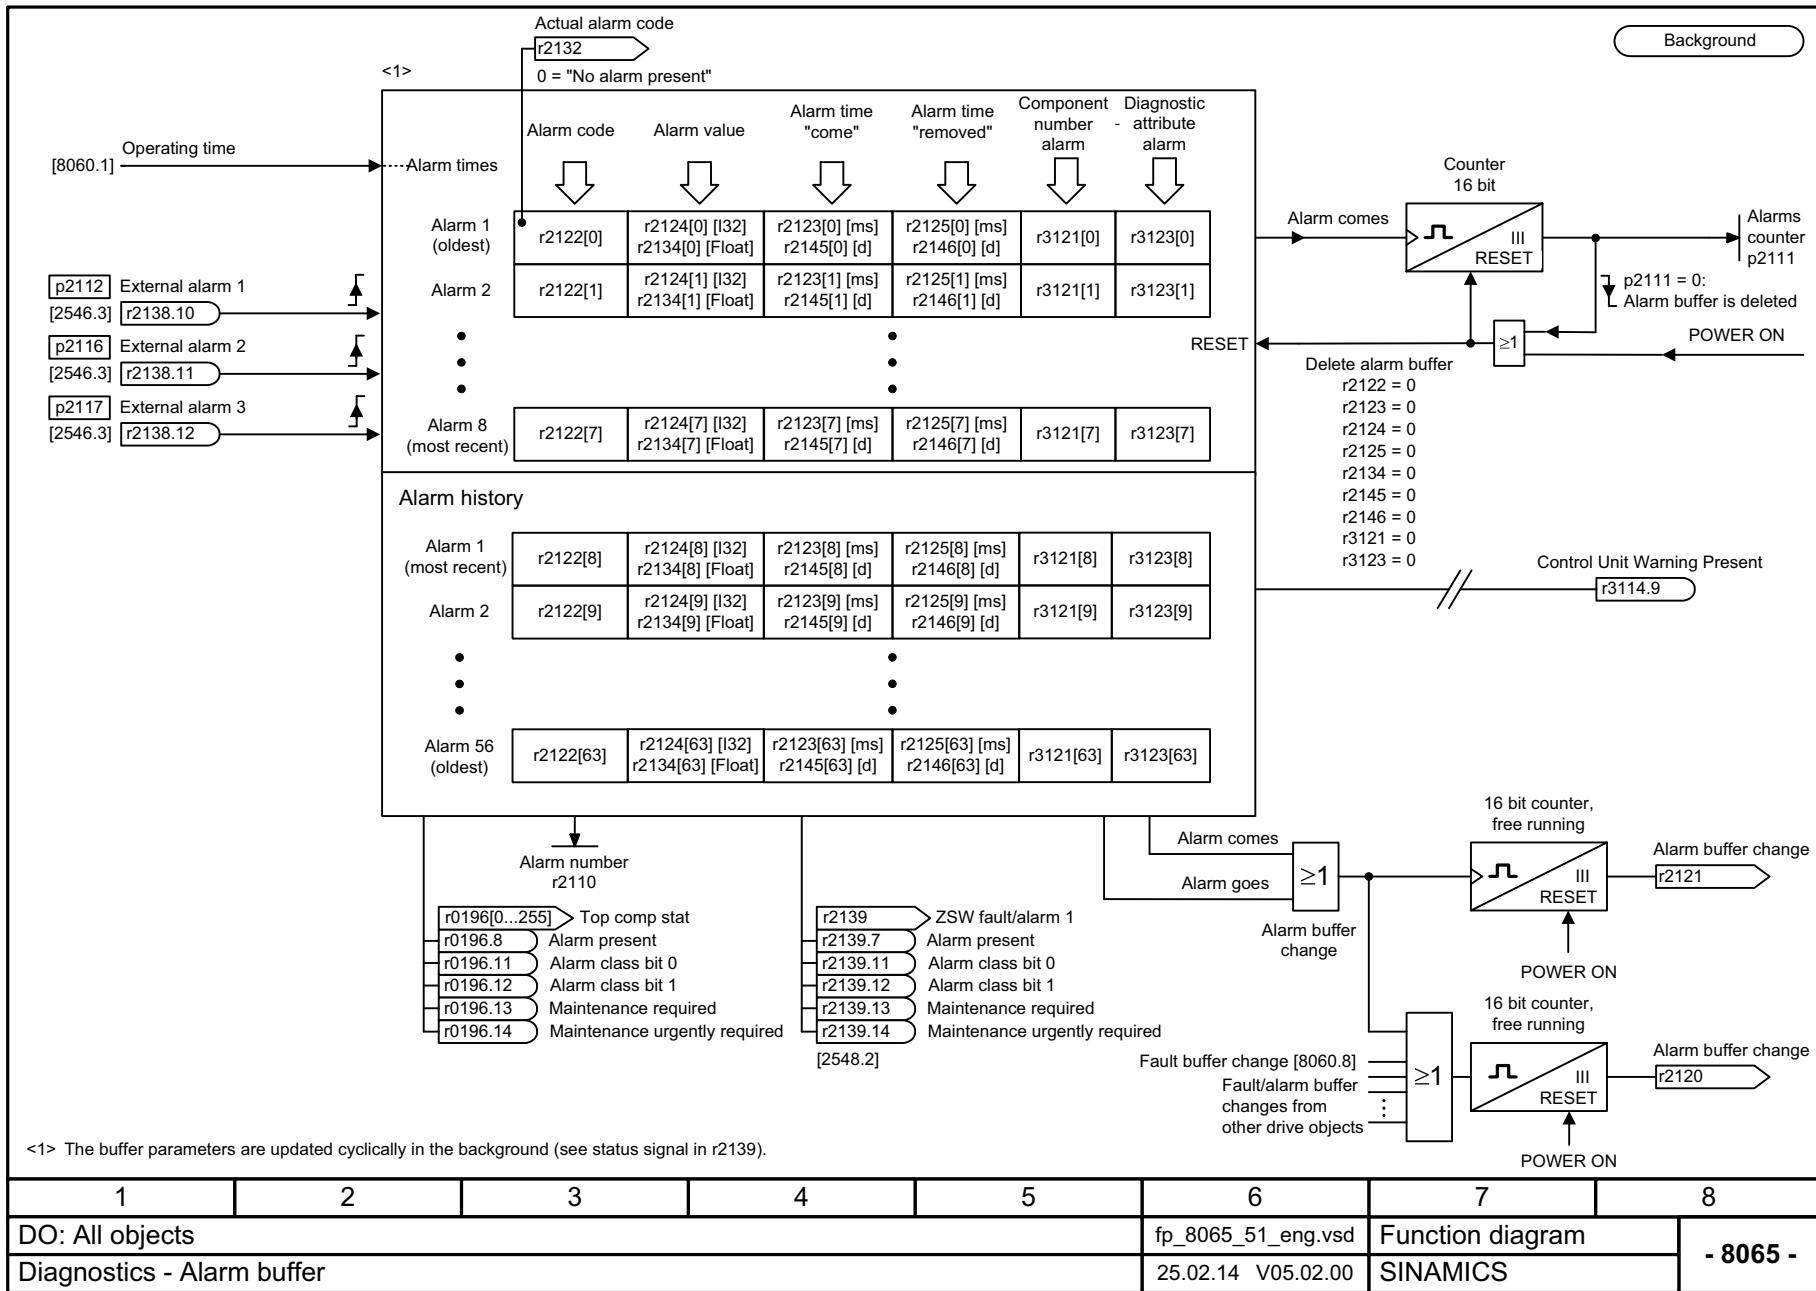 Actual alarm code
r2132
0 = "No alarm present"
Background
<1>
Operating time
[8060.1]
Alarm times
Alarm code
Alarm value
Alarm time
"come"
Alarm time
"removed"
Component
number
alarm
-
Diagnostic
attribute
alarm
Alarm 1
(oldest)
r2122[0]
r2124[0] [I32]
r2134[0] [Float]
r2123[0] [ms]
r2145[0] [d]
r2125[0] [ms]
r2146[0] [d]
r3121[0]
r3123[0]
Alarm 2
r2122[1]
r2124[1] [I32]
r2134[1] [Float]
r2123[1] [ms]
r2145[1] [d]
r2125[1] [ms]
r2146[1] [d]
r3121[1]
r3123[1]
Alarm 8
(most recent)
r2122[7]
r2124[7] [I32]
r2134[7] [Float]
r2123[7] [ms]
r2145[7] [d]
r2125[7] [ms]
r2146[7] [d]
r3121[7]
r3123[7]
p2112 External alarm 1
[2546.3] r2138.10
p2116 External alarm 2
[2546.3] r2138.11
p2117 External alarm 3
[2546.3] r2138.12
Alarm comes
Counter
16 bit
III
RESET
Alarms
counter
p2111
p2111 = 0:
Alarm buffer is deleted
POWER ON
≥1
RESET
Delete alarm buffer
r2122 = 0
r2123 = 0
r2124 = 0
r2125 = 0
r2134 = 0
r2145 = 0
r2146 = 0
r3121 = 0
r3123 = 0
Control Unit Warning Present
r3114.9
Alarm history
Alarm 1
(most recent)
r2122[8]
r2124[8] [I32]
r2134[8] [Float]
r2123[8] [ms]
r2145[8] [d]
r2125[8] [ms]
r2146[8] [d]
r3121[8]
r3123[8]
Alarm 2
r2122[9]
r2124[9] [I32]
r2134[9] [Float]
r2123[9] [ms]
r2145[9] [d]
r2125[9] [ms]
r2146[9] [d]
r3121[9]
r3123[9]
Alarm 56
(oldest)
r2122[63]
r2124[63] [I32]
r2134[63] [Float]
r2123[63] [ms]
r2145[63] [d]
r2125[63] [ms]
r2146[63] [d]
r3121[63]
r3123[63]
Alarm number
r2110
r0196[0...255] Top comp stat
r0196.8 Alarm present
r0196.11 Alarm class bit 0
r0196.12 Alarm class bit 1
r0196.13 Maintenance required
r0196.14 Maintenance urgently required
r2139 ZSW fault/alarm 1
r2139.7 Alarm present
r2139.11 Alarm class bit 0
r2139.12 Alarm class bit 1
r2139.13 Maintenance required
r2139.14 Maintenance urgently required
[2548.2]
Alarm comes
Alarm goes
≥1
Alarm buffer
change
16 bit counter,
free running
III
RESET
POWER ON
Alarm buffer change
r2121
Fault buffer change [8060.8]
Fault/alarm buffer
changes from
other drive objects
≥1
16 bit counter,
free running
III
RESET
POWER ON
Alarm buffer change
r2120
<1> The buffer parameters are updated cyclically in the background (see status signal in r2139).
1 2 3 4 5 6 7 8
DO: All objects
fp_8065_51_eng.vsd
Function diagram
- 8065 -
Diagnostics - Alarm buffer
25.02.14 V05.02.00
SINAMICS